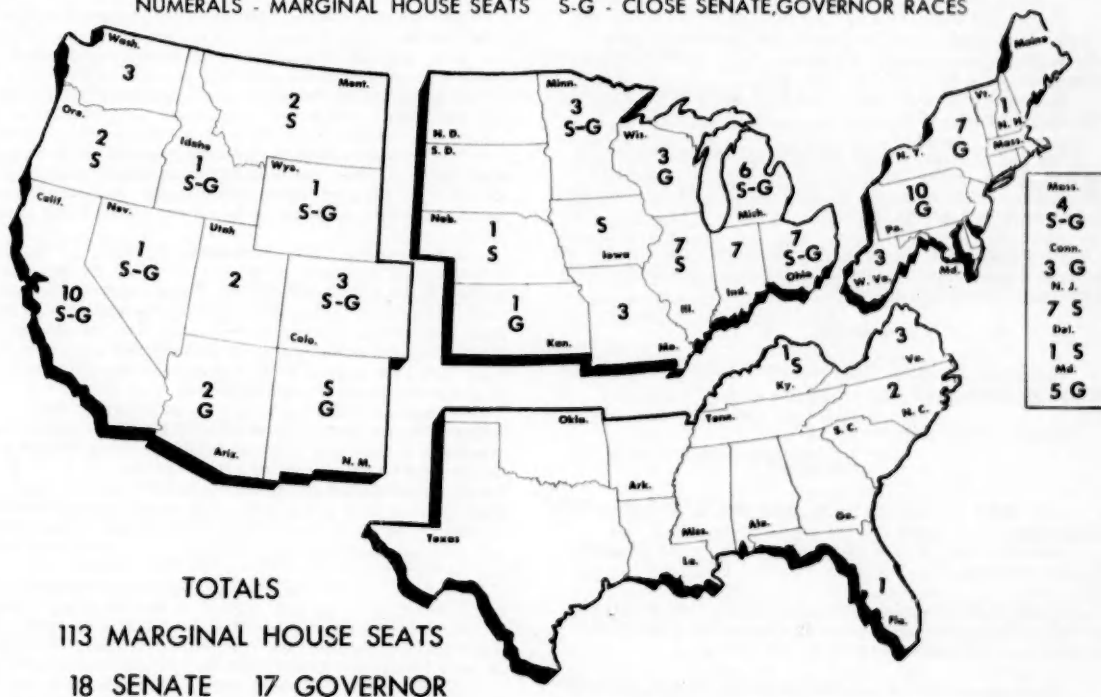 NUMERALS - MARGINAL HOUSE SEATS S-G - CLOSE SENATE, GOVERNOR RACES
Wash.
3
Ore.
2
S
Idaho
1
S-G
Mont.
2
S
Wyo.
1
S-G
Calif.
10
S-G
Nev.
1
S-G
Utah
2
3
S-G
Colo.
2
G
Ariz.
S
G
N. M.
N. D.
S. D.
Neb.
1
S
1
G
Kan.
Minn.
3
S-G
S
Iowa
3
Mo.
Wis.
3
G
7
S
Ill.
6
S-G
Mich.
7
Ind.
7
S-G
Ohio
Maine
Vt.
1
N. H.
Mass.
7
G
N. Y.
10
G
Pa.
3
W. Va.
Md.
Mass.
4
S-G
Conn.
3 G
N. J.
7 S
Del.
1 S
Md.
5 G
1
S
Ky.
3
Va.
2
N. C.
Tenn.
S. C.
Okla.
Ark.
Texas
La.
Miss.
Ala.
Ga.
1
Fla.
TOTALS
113 MARGINAL HOUSE SEATS
18 SENATE 17 GOVERNOR